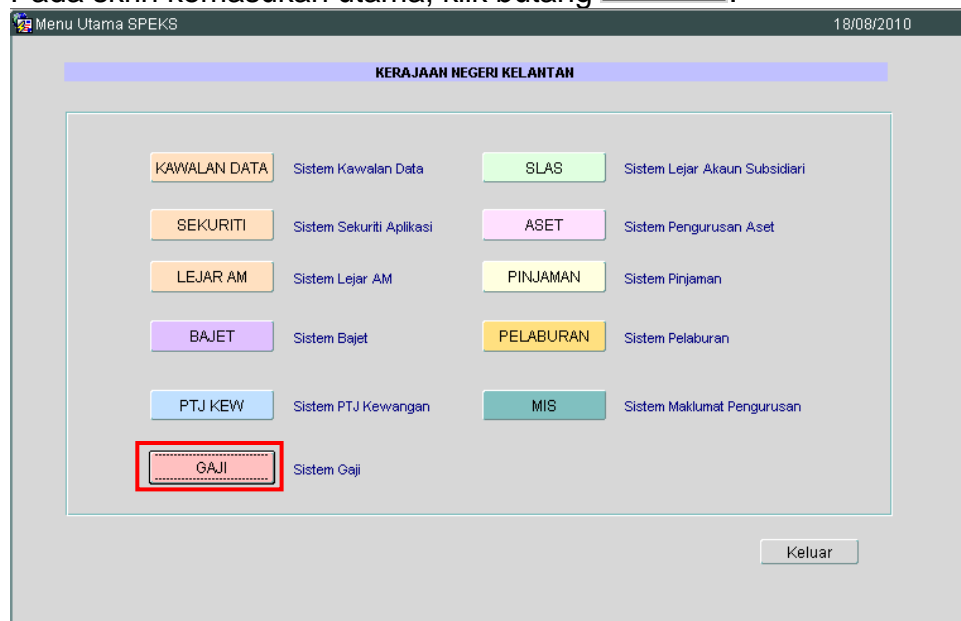 Pada skrin kemasukan utama, klik butang
Menu Utama SPEKS 18/08/2010
KERAJAAN NEGERI KELANTAN
KAWALAN DATA Sistem Kawalan Data SLAS Sistem Lejar Akaun Subsidiari
SEKURITI Sistem Sekuriti Aplikasi ASET Sistem Pengurusan Aset
LEJAR AM Sistem Lejar AM PINJAMAN Sistem Pinjaman
BAJET Sistem Bajet PELABURAN Sistem Pelaburan
PTJ KEW Sistem PTJ Kewangan MIS Sistem Maklumat Pengurusan
GAJI Sistem Gaji
Keluar